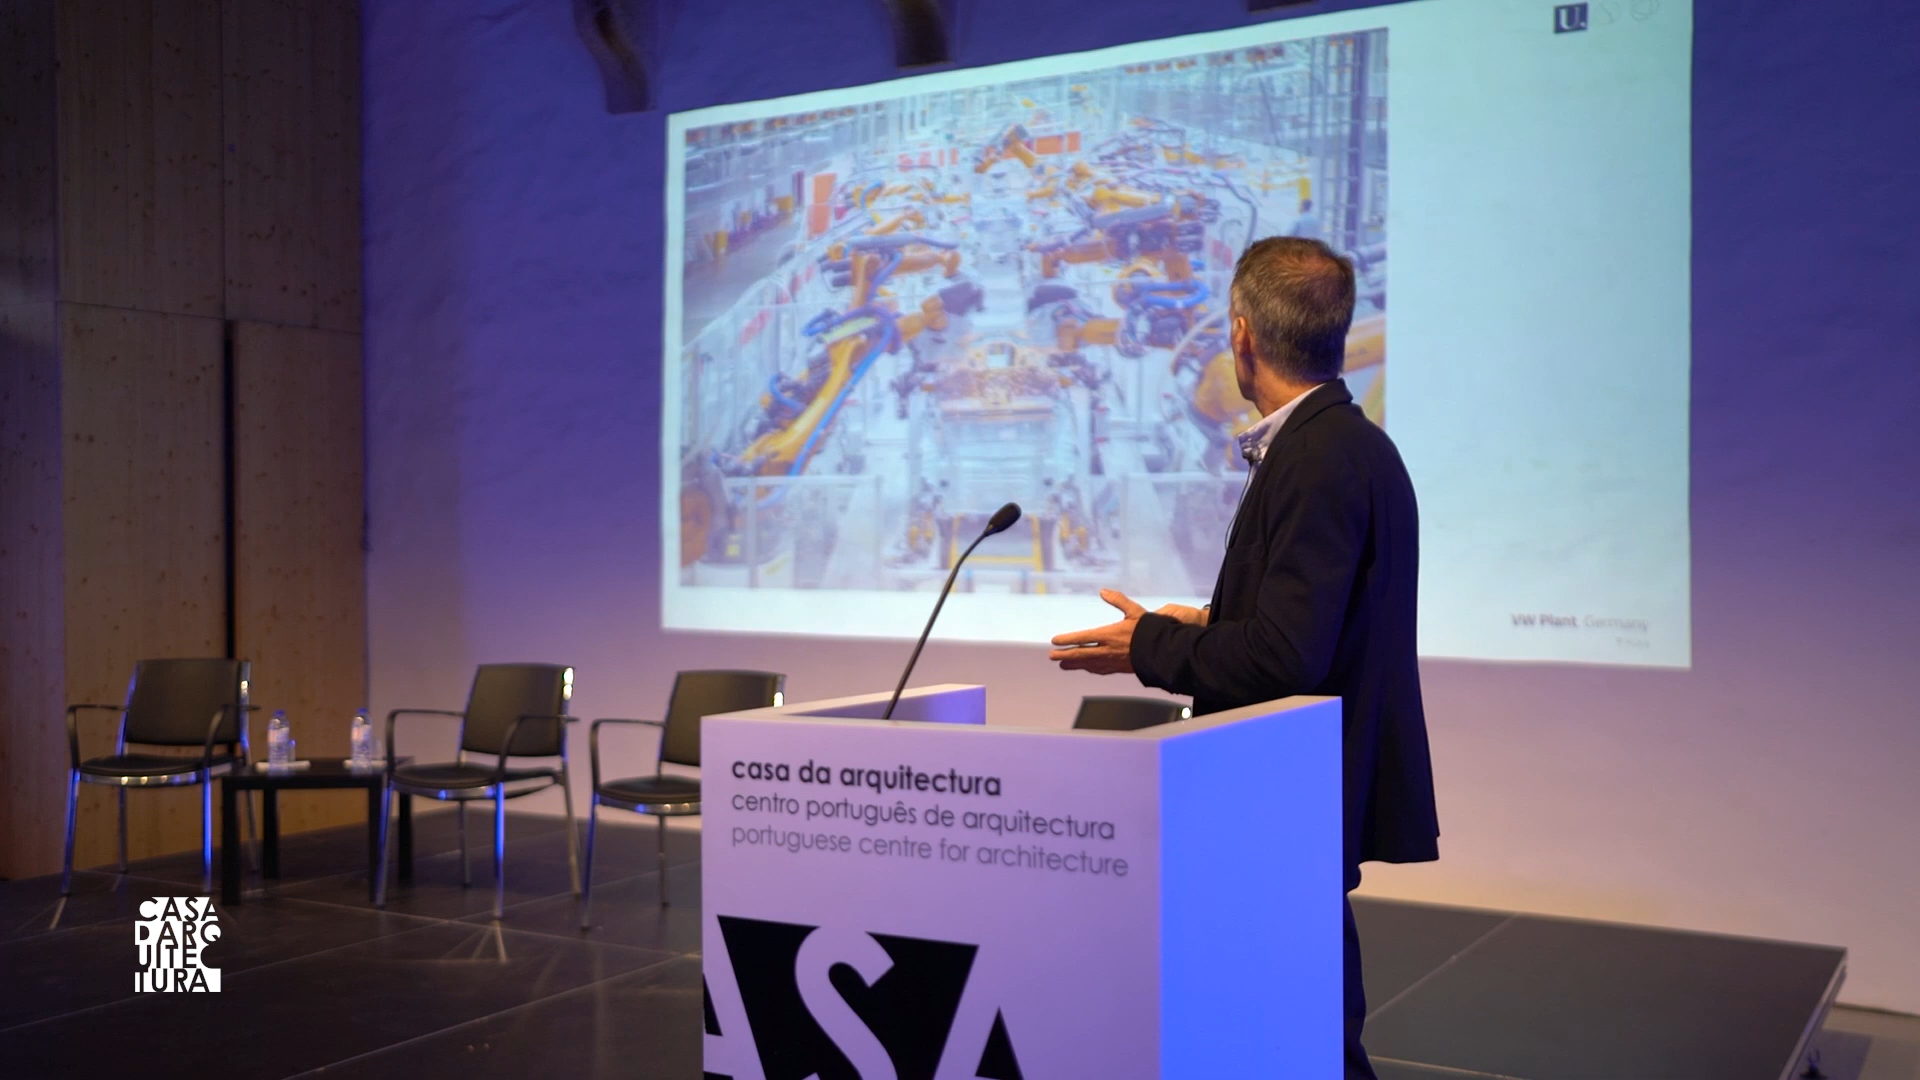 U.
VW Plant Germany
casa da arquitectura
centro português de arquitectura
portuguese centre for architecture
ASA
CASA
DARQ
UITEC
TURA